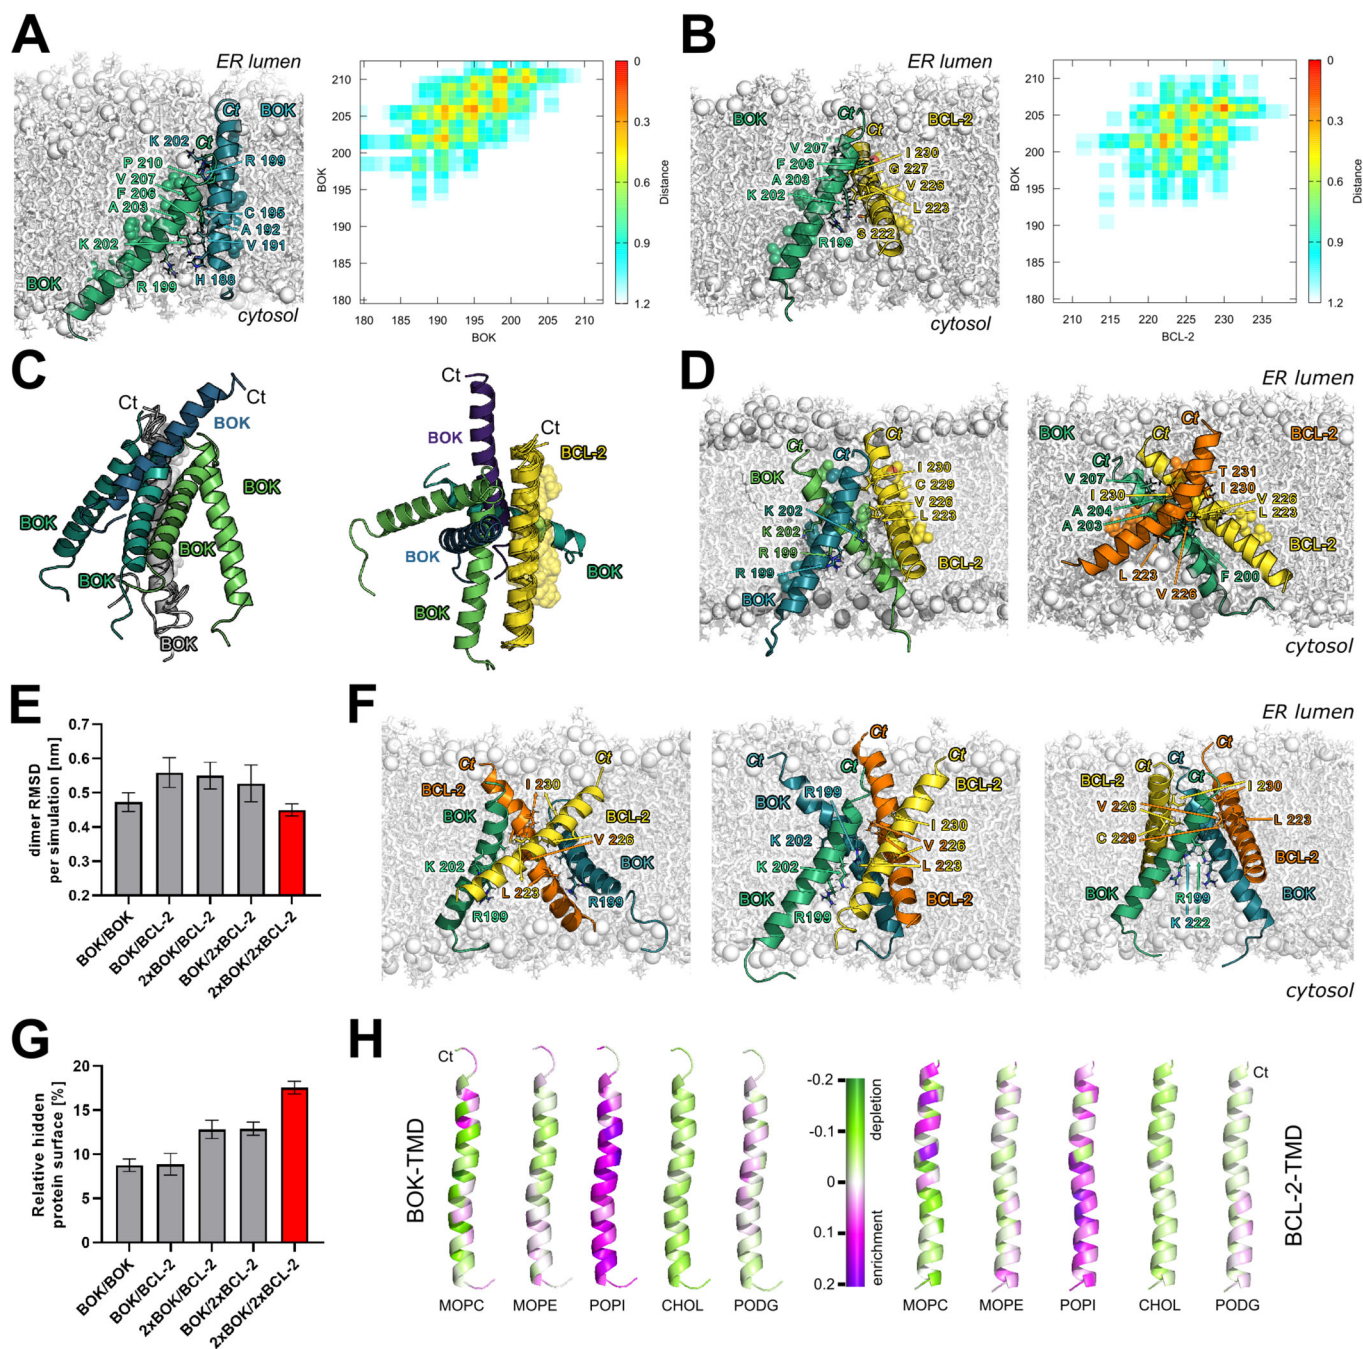 A
ER lumen
Ct
BOK
K 202
Ct
R 199
P 210
V 207
F 206
A 203
C 195
A 192
K 202
V 191
BOK
R 199
H 188
cytosol
210
205
200
195
190
185
180
BOK
180
185
190
195
200
205
210
BOK
0
0.3
0.6
0.9
1.2
Distance
B
ER lumen
BOK
Ct
Ct
BCL-2
V 207
I 230
F 206
G 227
A 203
V 226
K 202
L 223
S 222
R199
cytosol
210
205
200
195
190
185
180
BOK
210
215
220
225
230
235
BCL-2
0
0.3
0.6
0.9
1.2
Distance
C
Ct
Ct
BOK
BOK
BOK
BOK
BOK
BOK
Ct
BOK
Ct
BCL-2
BOK
BOK
BOK
D
ER lumen
Ct
Ct
Ct
BOK
I 230
C 229
V 226
K 202
L 223
K 202
R 199
R 199
BCL-2
BOK
BOK
Ct
BCL-2
Ct
Ct
T 231
V 207
I 230
I 230
A 204
V 226
A 203
L 223
BCL-2
L 223
F 200
V 226
cytosol
E
dimer RMSD
per simulation [nm]
0.7
0.6
0.5
0.4
0.3
0.2
BOK/BOK
BOK/BCL-2
2xBOK/BCL-2
BOK/2xBCL-2
2xBOK/2xBCL-2
F
ER lumen
Ct
Ct
I 230
BCL-2
BCL-2
BOK
V 226
K 202
BOK
L 223
R199
R199
Ct
Ct
Ct
BCL-2
R199
BOK
I 230
K 202
V 226
K 202
L 223
BOK
BCL-2
R199
Ct
Ct
Ct
BCL-2
I 230
V 226
L 223
C 229
BCL-2
BOK
BOK
R199
K 222
cytosol
G
Relative hidden
protein surface [%]
20
15
10
5
0
BOK/BOK
BOK/BCL-2
2xBOK/BCL-2
BOK/2xBCL-2
2xBOK/2xBCL-2
H
BOK-TMD
Ct
MOPC
MOPE
POPI
CHOL
PODG
-0.2
-0.1
0
0.1
0.2
depletion
enrichment
Ct
MOPC
MOPE
POPI
CHOL
PODG
BCL-2-TMD